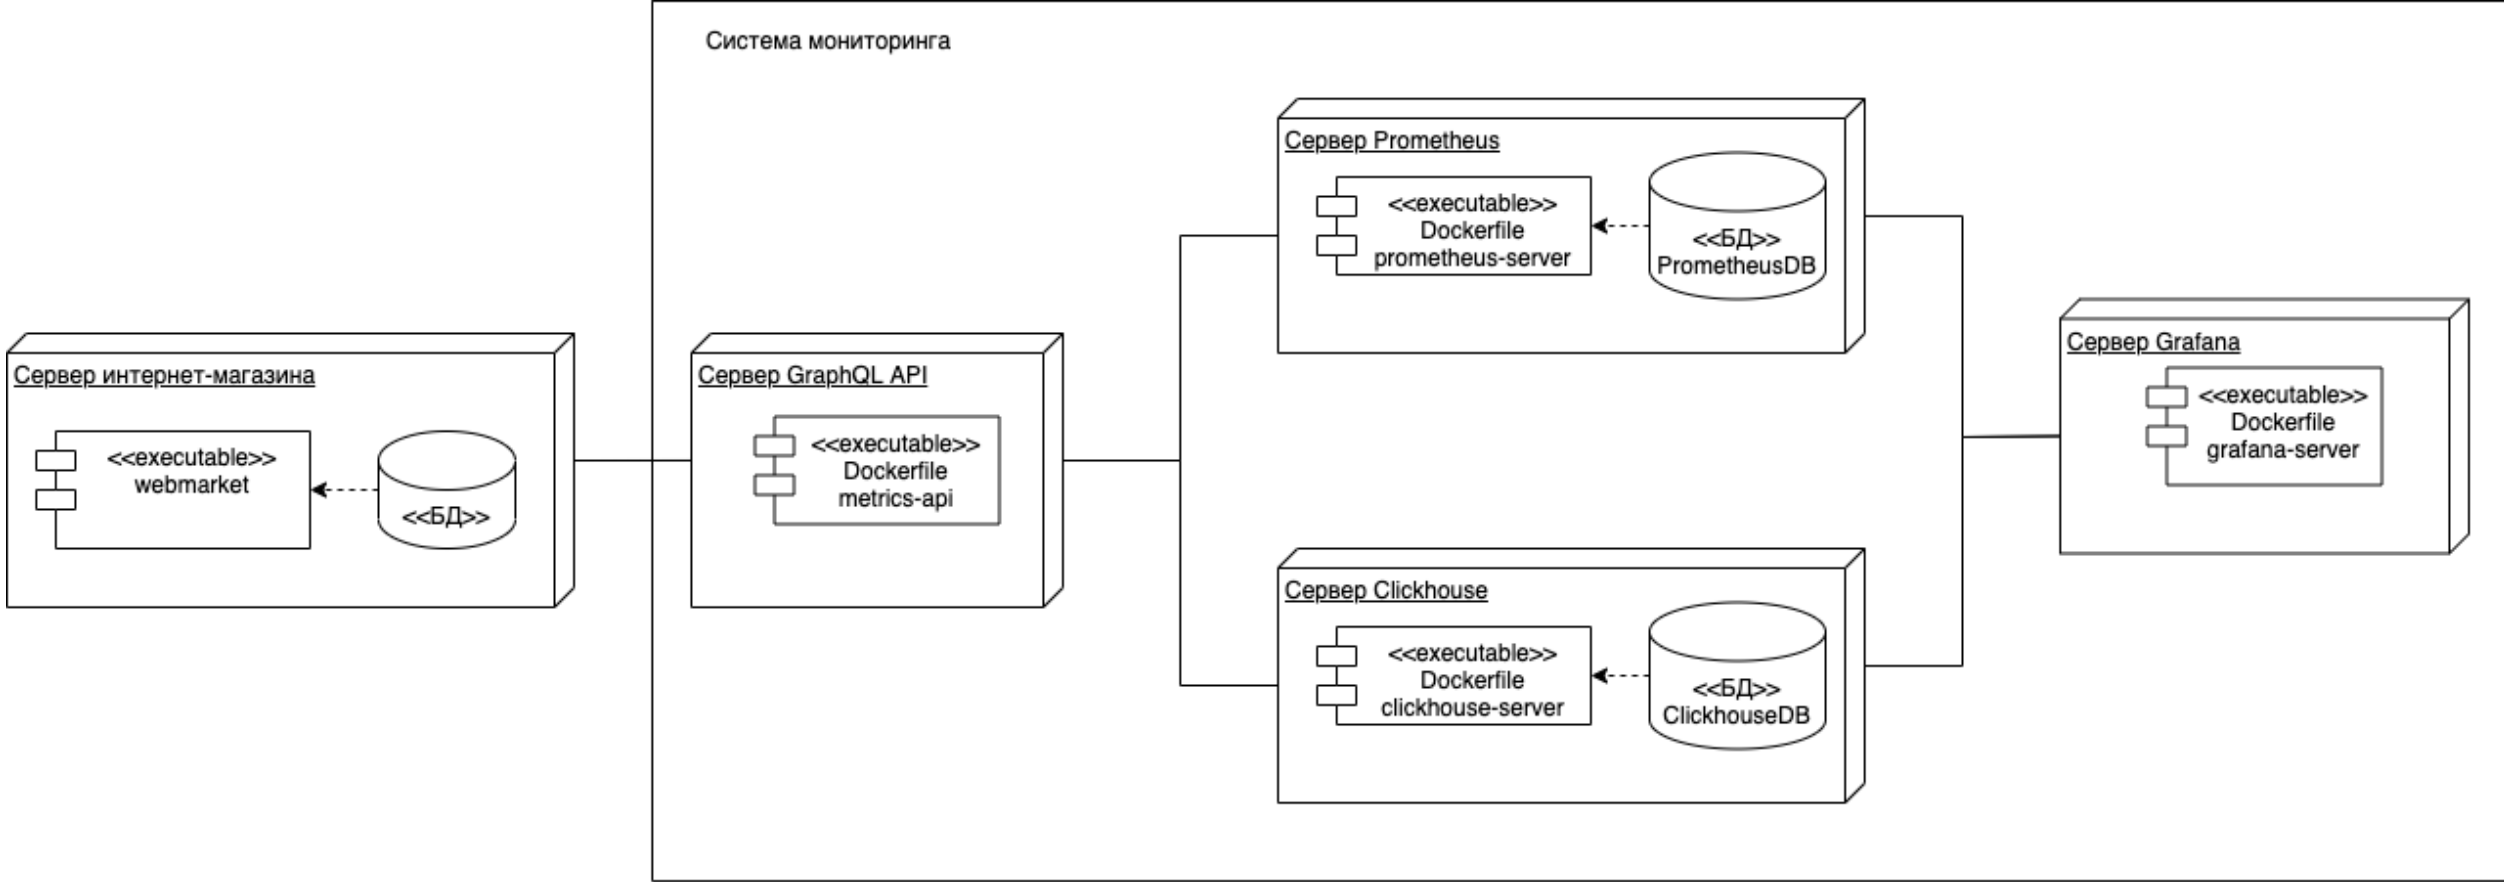 Система мониторинга
Сервер интернет-магазина
<<executable>>
webmarket
<<БД>>
Сервер GraphQL API
<<executable>>
Dockerfile
metrics-api
Сервер Prometheus
<<executable>>
Dockerfile
prometheus-server
<<БД>>
PrometheusDB
Сервер Clickhouse
<<executable>>
Dockerfile
clickhouse-server
<<БД>>
ClickhouseDB
Сервер Grafana
<<executable>>
Dockerfile
grafana-server